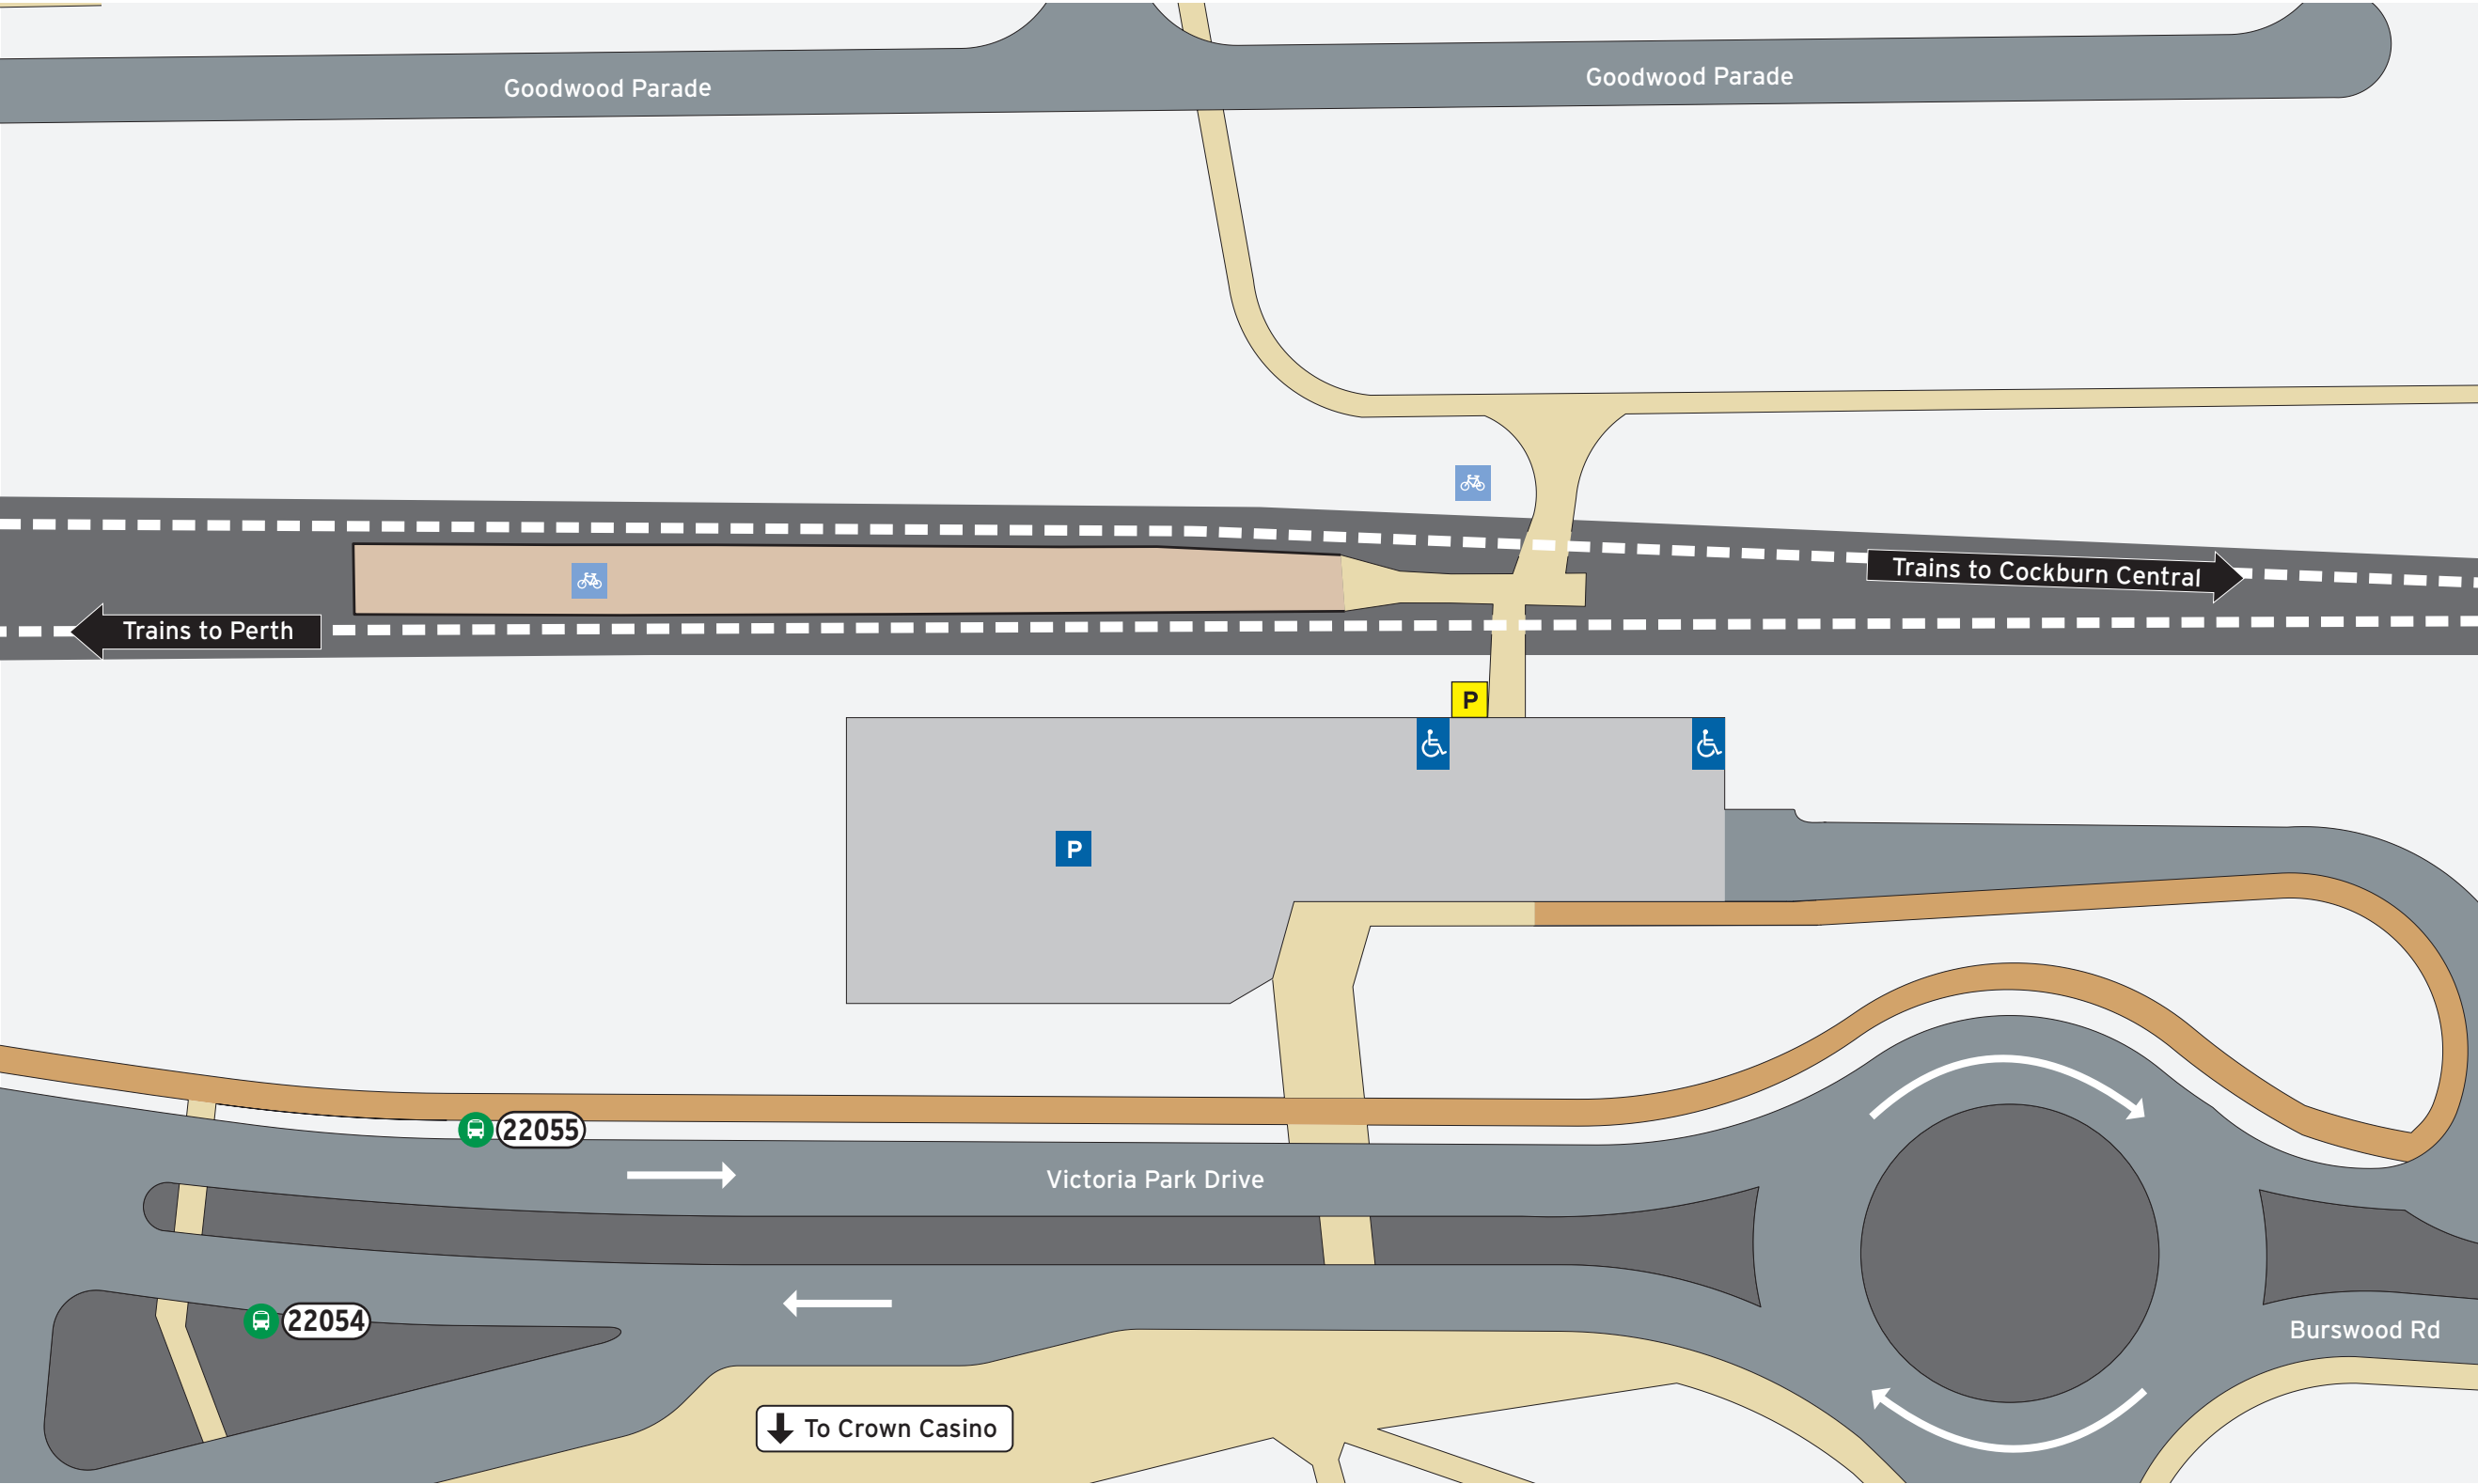 Goodwood Parade
Goodwood Parade
Trains to Cockburn Central
Trains to Perth
P
P
22055
Victoria Park Drive
22054
Burswood Rd
To Crown Casino